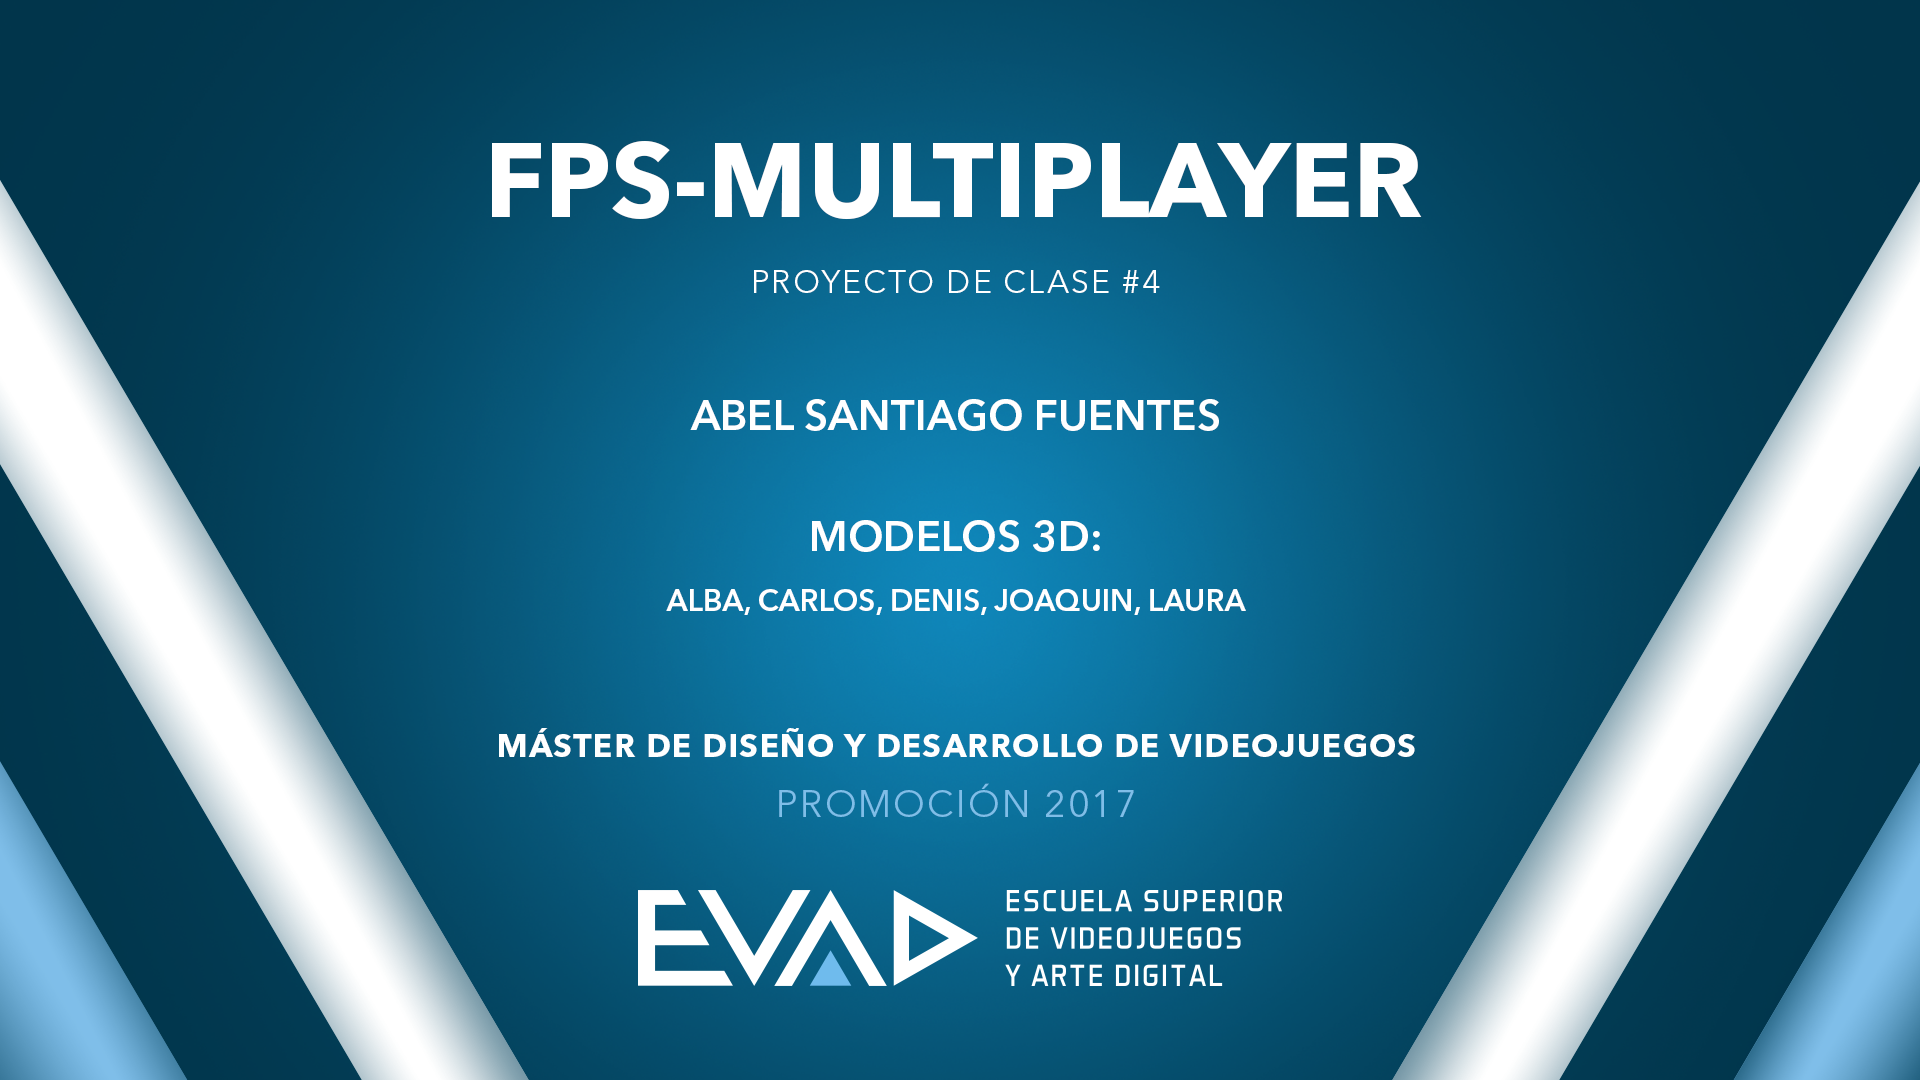 FPS-MULTIPLAYER
PROYECTO DE CLASE #4
ABEL SANTIAGO FUENTES
MODELOS 3D:
ALBA, CARLOS, DENIS, JOAQUIN, LAURA
MÁSTER DE DISEÑO Y DESARROLLO DE VIDEOJUEGOS
PROMOCIÓN 2017
EVAD
ESCUELA SUPERIOR
DE VIDEOJUEGOS
Y ARTE DIGITAL